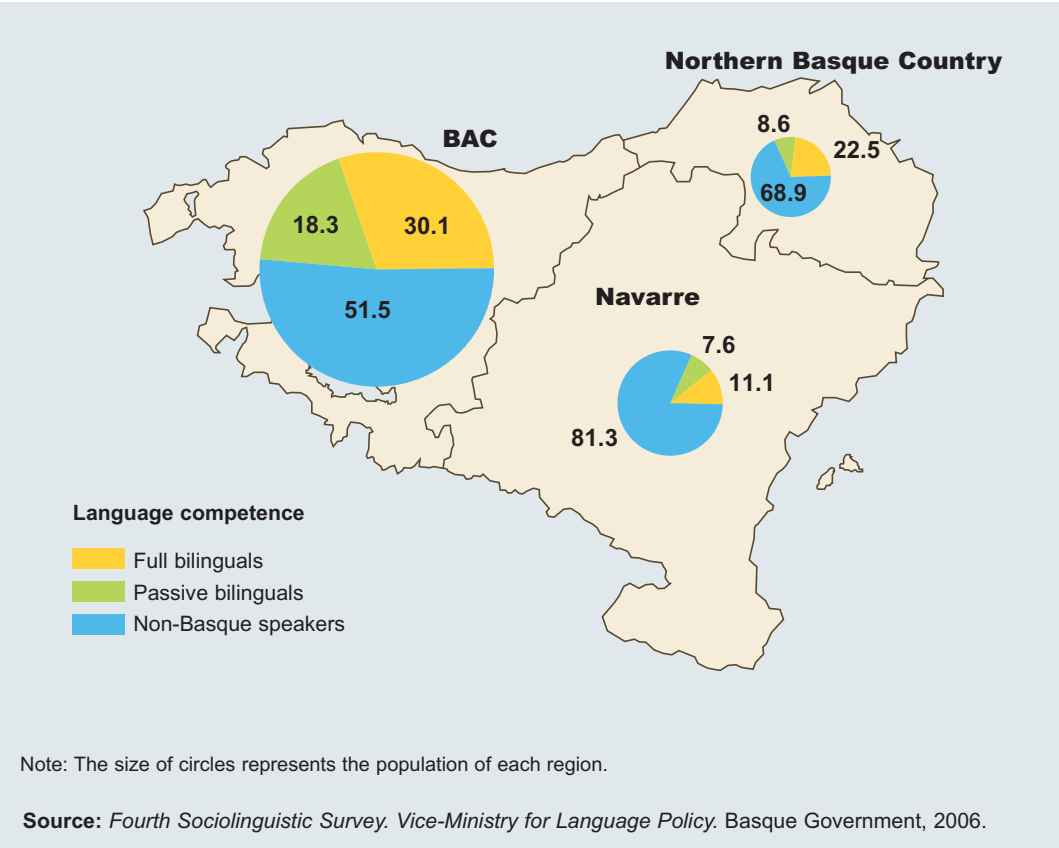 Northern Basque Country
BAC
8.6
22.5
68.9
18.3
30.1
51.5
Navarre
7.6
11.1
81.3
Language competence
Full bilinguals
Passive bilinguals
Non-Basque speakers
Note: The size of circles represents the population of each region.
Source: Fourth Sociolinguistic Survey. Vice-Ministry for Language Policy. Basque Government, 2006.